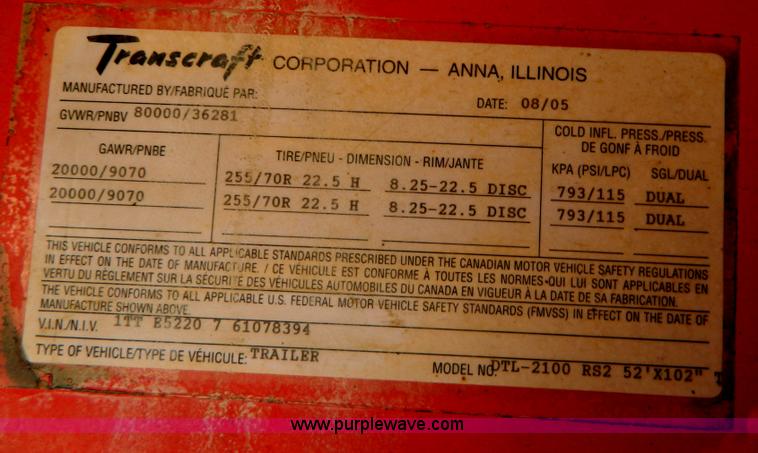 Transcraft CORPORATION — ANNA, ILLINOIS
MANUFACTURED BY/FABRIQUÉ PAR: DATE: 08/05
GVWR/PNBV 80000/36281
COLD INFL. PRESS./PRESS. DE GONF À FROID
GAWR/PNBE TIRE/PNEU - DIMENSION - RIM/JANTE KPA (PSI/LPC) SGL/DUAL
20000/9070 255/70R 22.5 H 8.25-22.5 DISC 793/115 DUAL
20000/9070 255/70R 22.5 H 8.25-22.5 DISC 793/115 DUAL
THIS VEHICLE CONFORMS TO ALL APPLICABLE STANDARDS PRESCRIBED UNDER THE CANADIAN MOTOR VEHICLE SAFETY REGULATIONS
IN EFFECT ON THE DATE OF MANUFACTURE. / CE VÉHICULE EST CONFORME À TOUTES LES NORMES QUI LUI SONT APPLICABLES EN
VERTU DU RÈGLEMENT SUR LA SÉCURITÉ DES VÉHICULES AUTOMOBILES DU CANADA EN VIGUEUR À LA DATE DE SA FABRICATION.
THE VEHICLE CONFORMS TO ALL APPLICABLE U.S. FEDERAL MOTOR VEHICLE SAFETY STANDARDS (FMVSS) IN EFFECT ON THE DATE OF
MANUFACTURE SHOWN ABOVE.
V.I.N./N.I.V. 1TT E5220 7 61078394
TYPE OF VEHICLE/TYPE DE VÉHICULE: TRAILER MODEL NO. DTL-2100 RS2 52'X102" T
www.purplewave.com